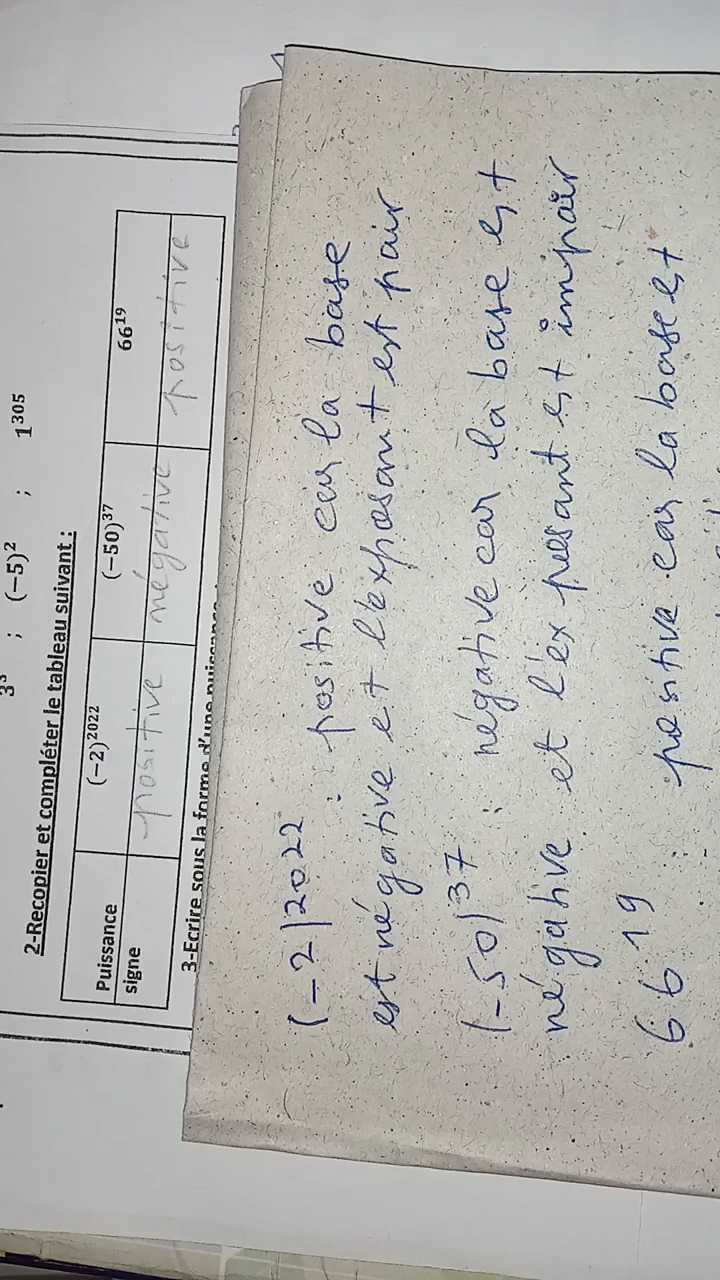 3³ ; (−5)² ; 1³⁰⁵
2-Recopier et compléter le tableau suivant :
Puissance (−2)²⁰²² (−50)³⁷ 66¹⁹
signe positive négative positive
3-Ecrire sous la forme d'une puissance :
(-2)2022 : positive car la base
est négative et l'exposant est pair
(-50)³⁷ : négative car la base est
négative et l'exposant est impair
66 19 positive car la base est